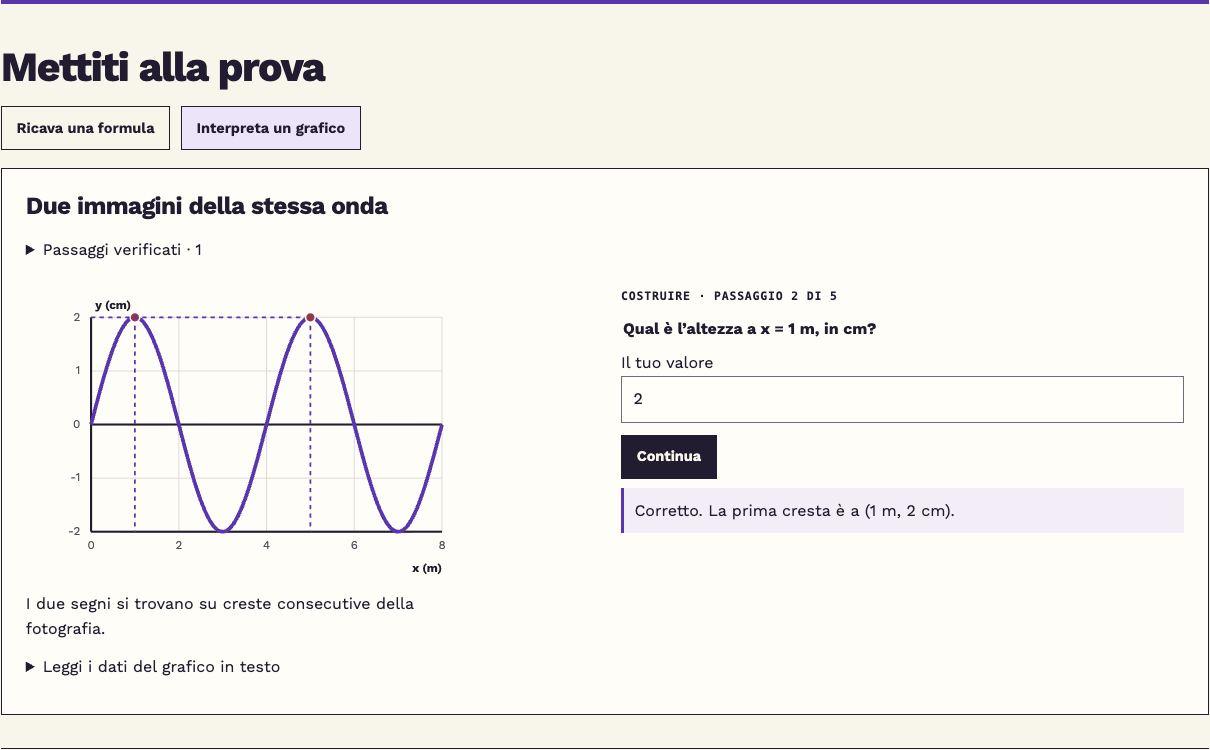 Mettiti alla prova
Ricava una formula
Interpreta un grafico
Due immagini della stessa onda
Passaggi verificati · 1
y (cm)
2
1
0
-1
-2
0 2 4 6 8
x (m)
I due segni si trovano su creste consecutive della
fotografia.
Leggi i dati del grafico in testo
COSTRUIRE · PASSAGGIO 2 DI 5
Qual è l’altezza a x = 1 m, in cm?
Il tuo valore
2
Continua
Corretto. La prima cresta è a (1 m, 2 cm).